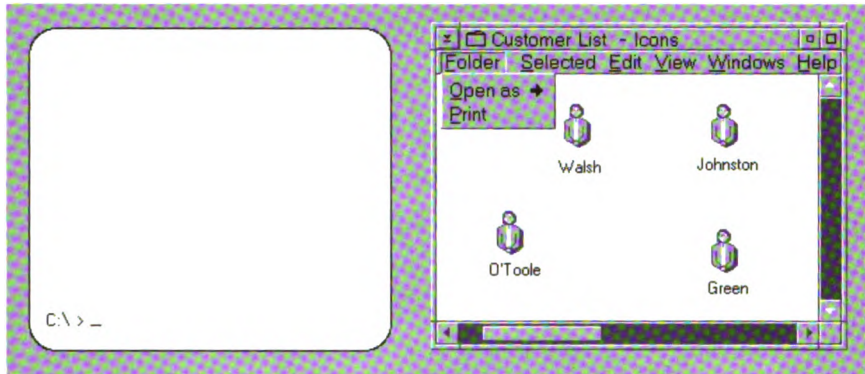 C:\ > _
Customer List - Icons
Folder Selected Edit View Windows Help
Open as ➔
Print
Walsh
Johnston
O'Toole
Green